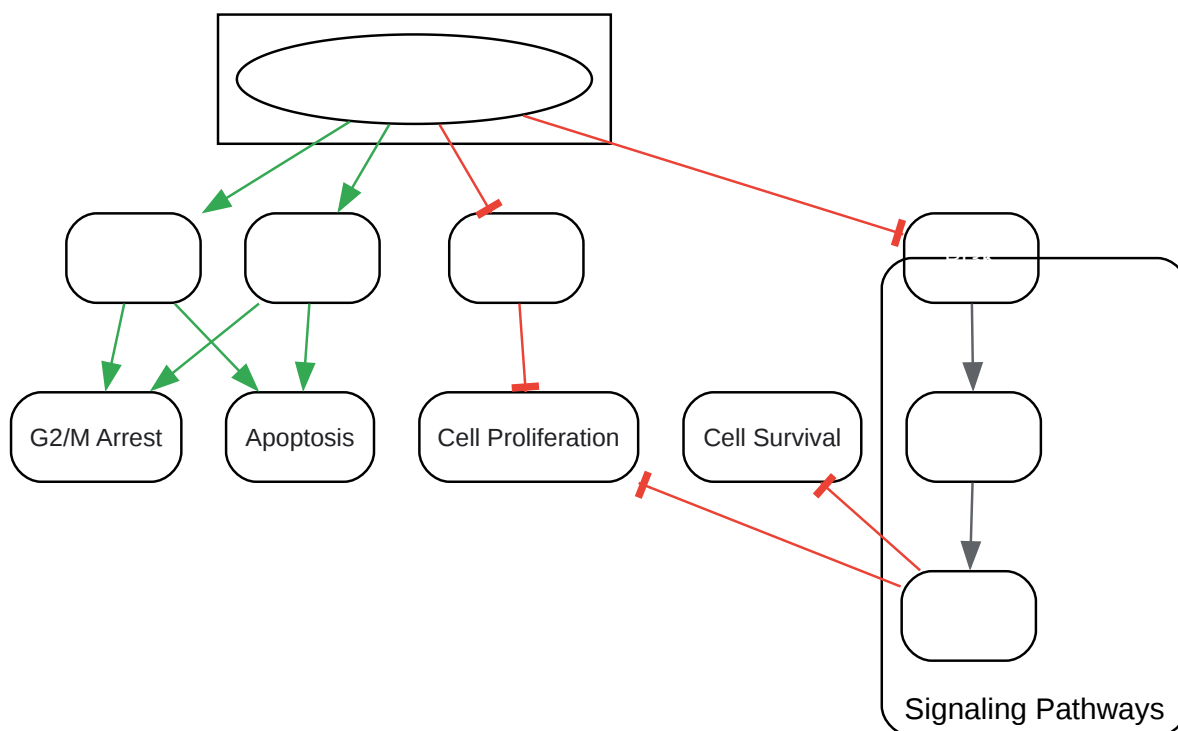 G2/M Arrest
Apoptosis
Cell Proliferation
Cell Survival
Signaling Pathways